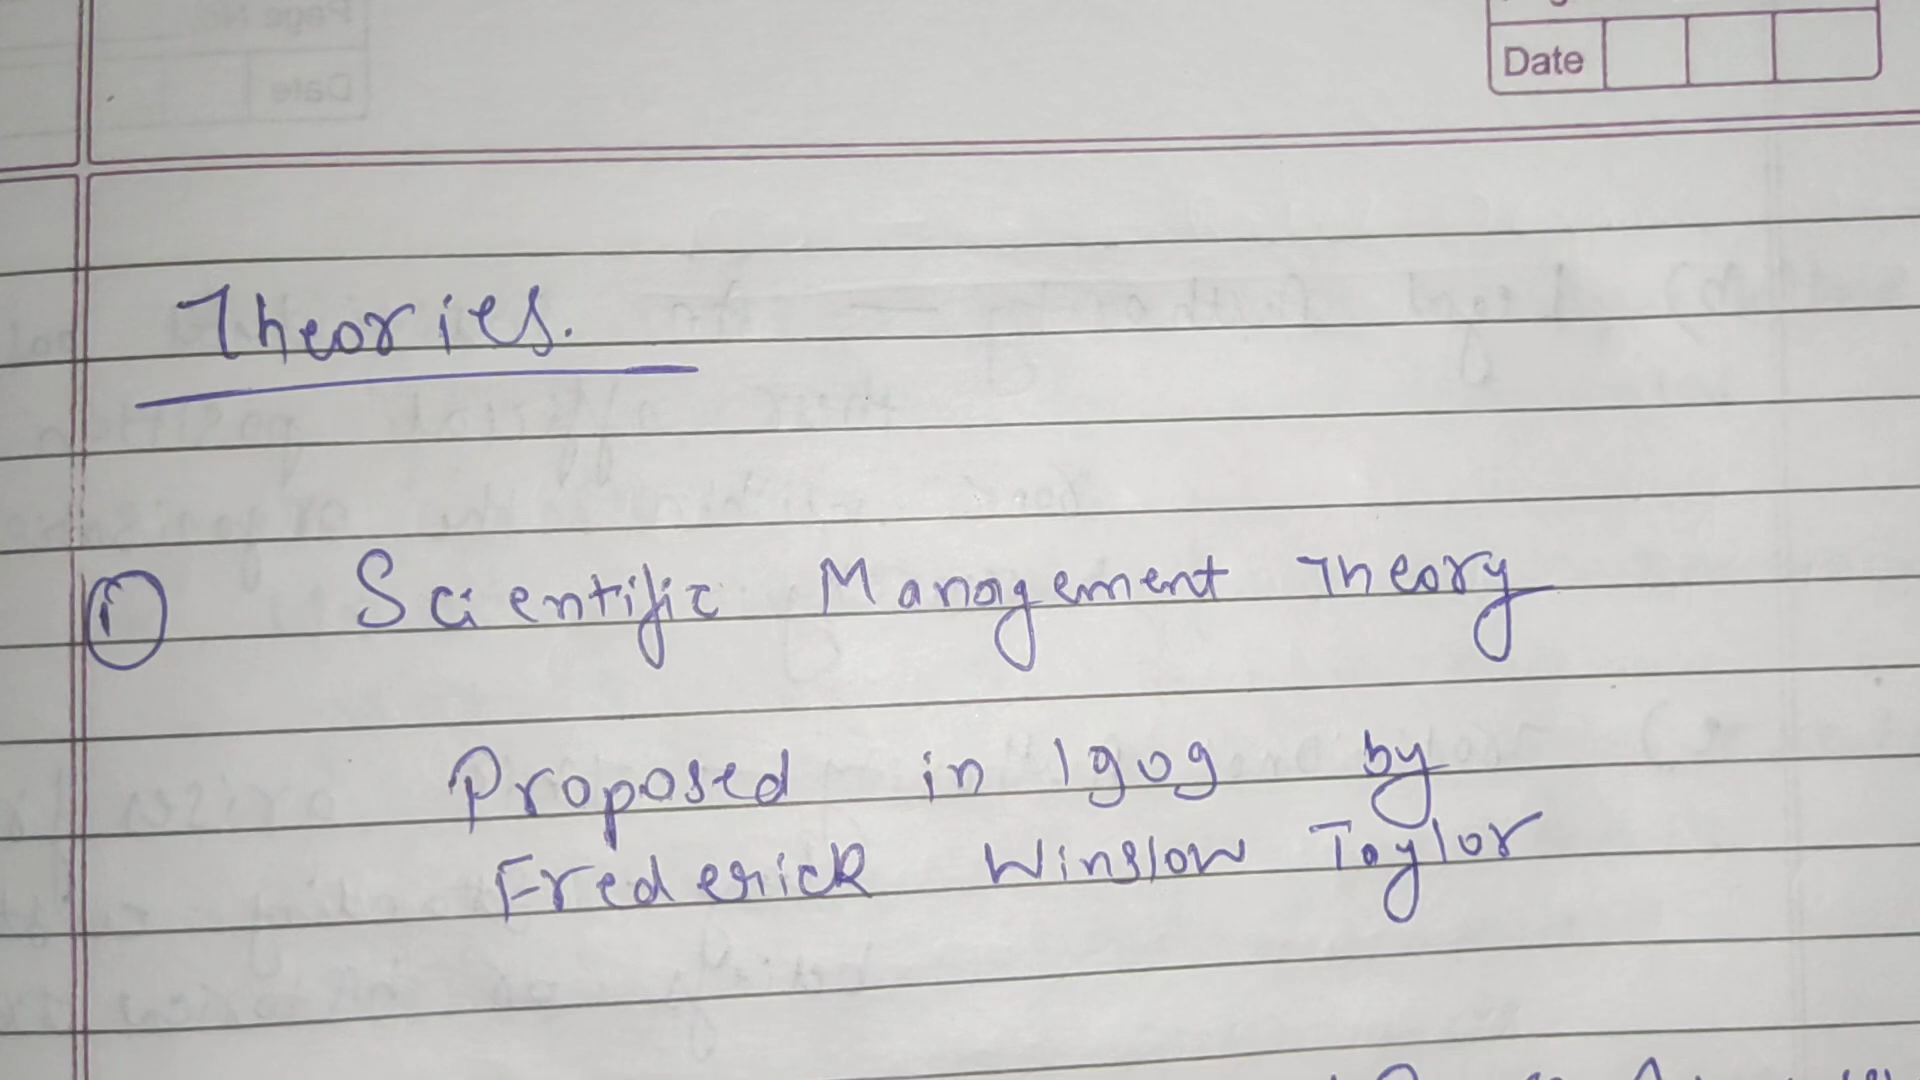 Date
Theories.
① Scientific Management Theory
Proposed in 1909 by
Frederick Winslow Taylor